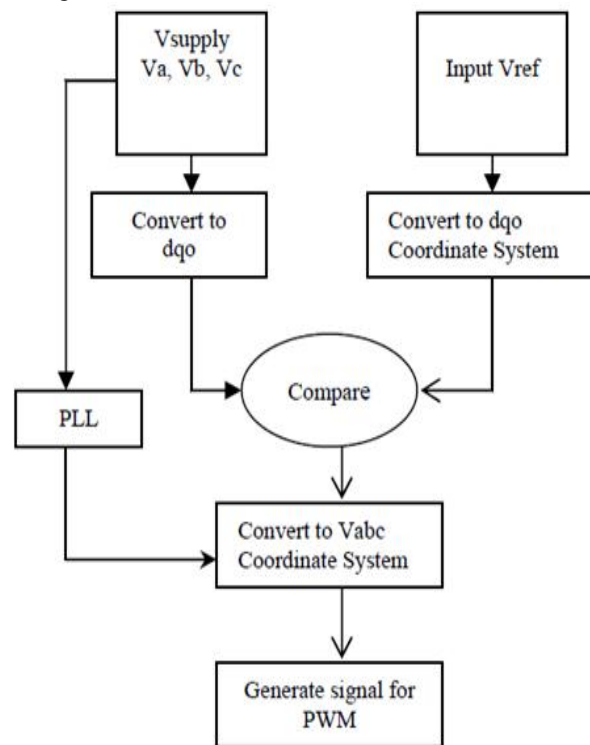 Vsupply
Va, Vb, Vc
Input Vref
Convert to
dqo
Convert to dqo
Coordinate System
Compare
PLL
Convert to Vabc
Coordinate System
Generate signal for
PWM